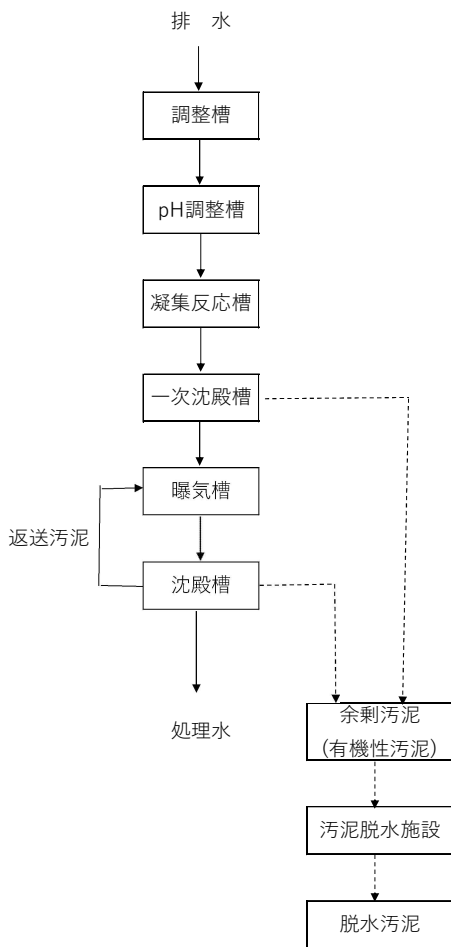 排　水
調整槽
pH調整槽
凝集反応槽
一次沈殿槽
曝気槽
返送汚泥
沈殿槽
処理水
余剰汚泥
(有機性汚泥)
汚泥脱水施設
脱水汚泥